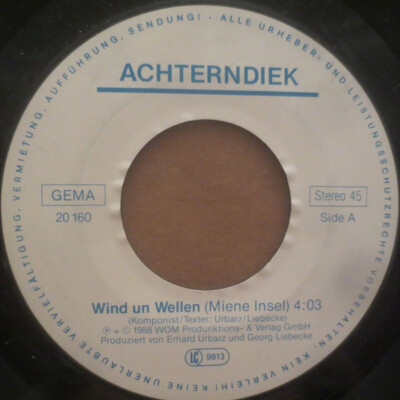 KEINE UNERLAUBTE VERVIELFÄLTIGUNG, VERMIETUNG, AUFFÜHRUNG, SENDUNG! - ALLE URHEBER- UND LEISTUNGSSCHUTZRECHTE VORBEHALTEN! KEIN VERLEIH!
ACHTERNDIEK
GEMA
20 160
Stereo 45
Side A
Wind un Wellen (Miene Insel) 4:03
(Komponist/Texter: Urbarz/Liebecke)
℗ + © 1988 WOM Produnktions- & Verlag GmbH
Produziert von Erhard Urbarz und Georg Liebecke
LC 9813